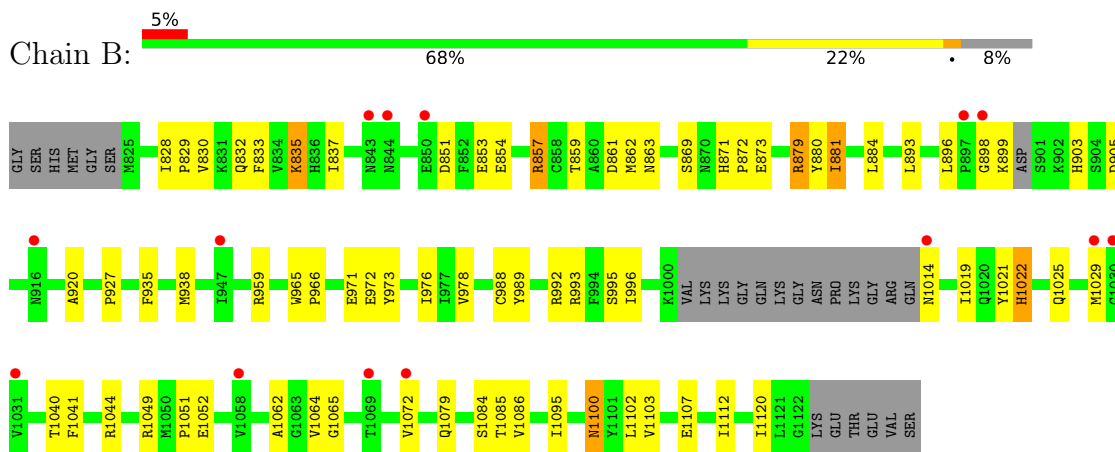 5%
Chain B:
68% 22% • 8%
GLY SER HIS MET GLY SER M825 I828 P829 V830 K831 Q832 F833 V834 K835 H836 I837 N843 N844 E850 D851 F852 E853 E854 R857 C858 T859 A860 D861 M862 N863 S869 N870 H871 P872 E873 R879 Y880 I881 L884 L893 L896 P897 G898 K899 ASP S901 K902 H903 S904 D905
N916 A920 P927 F935 M938 I947 R959 W965 P966 E971 E972 Y973 I976 I977 V978 C988 Y989 R992 R993 F994 S995 I996 K1000 VAL LYS LYS GLY GLN LYS GLY ASN PRO LYS GLY ARG GLN N1014 I1019 Q1020 Y1021 H1022 Q1025 M1029 G1030
V1031 T1040 F1041 R1044 R1049 M1050 P1051 E1052 V1058 A1062 G1063 V1064 G1065 T1069 V1072 Q1079 S1084 T1085 V1086 I1095 N1100 Y1101 L1102 V1103 E1107 I1112 I1120 L1121 G1122 LYS GLU THR GLU VAL SER